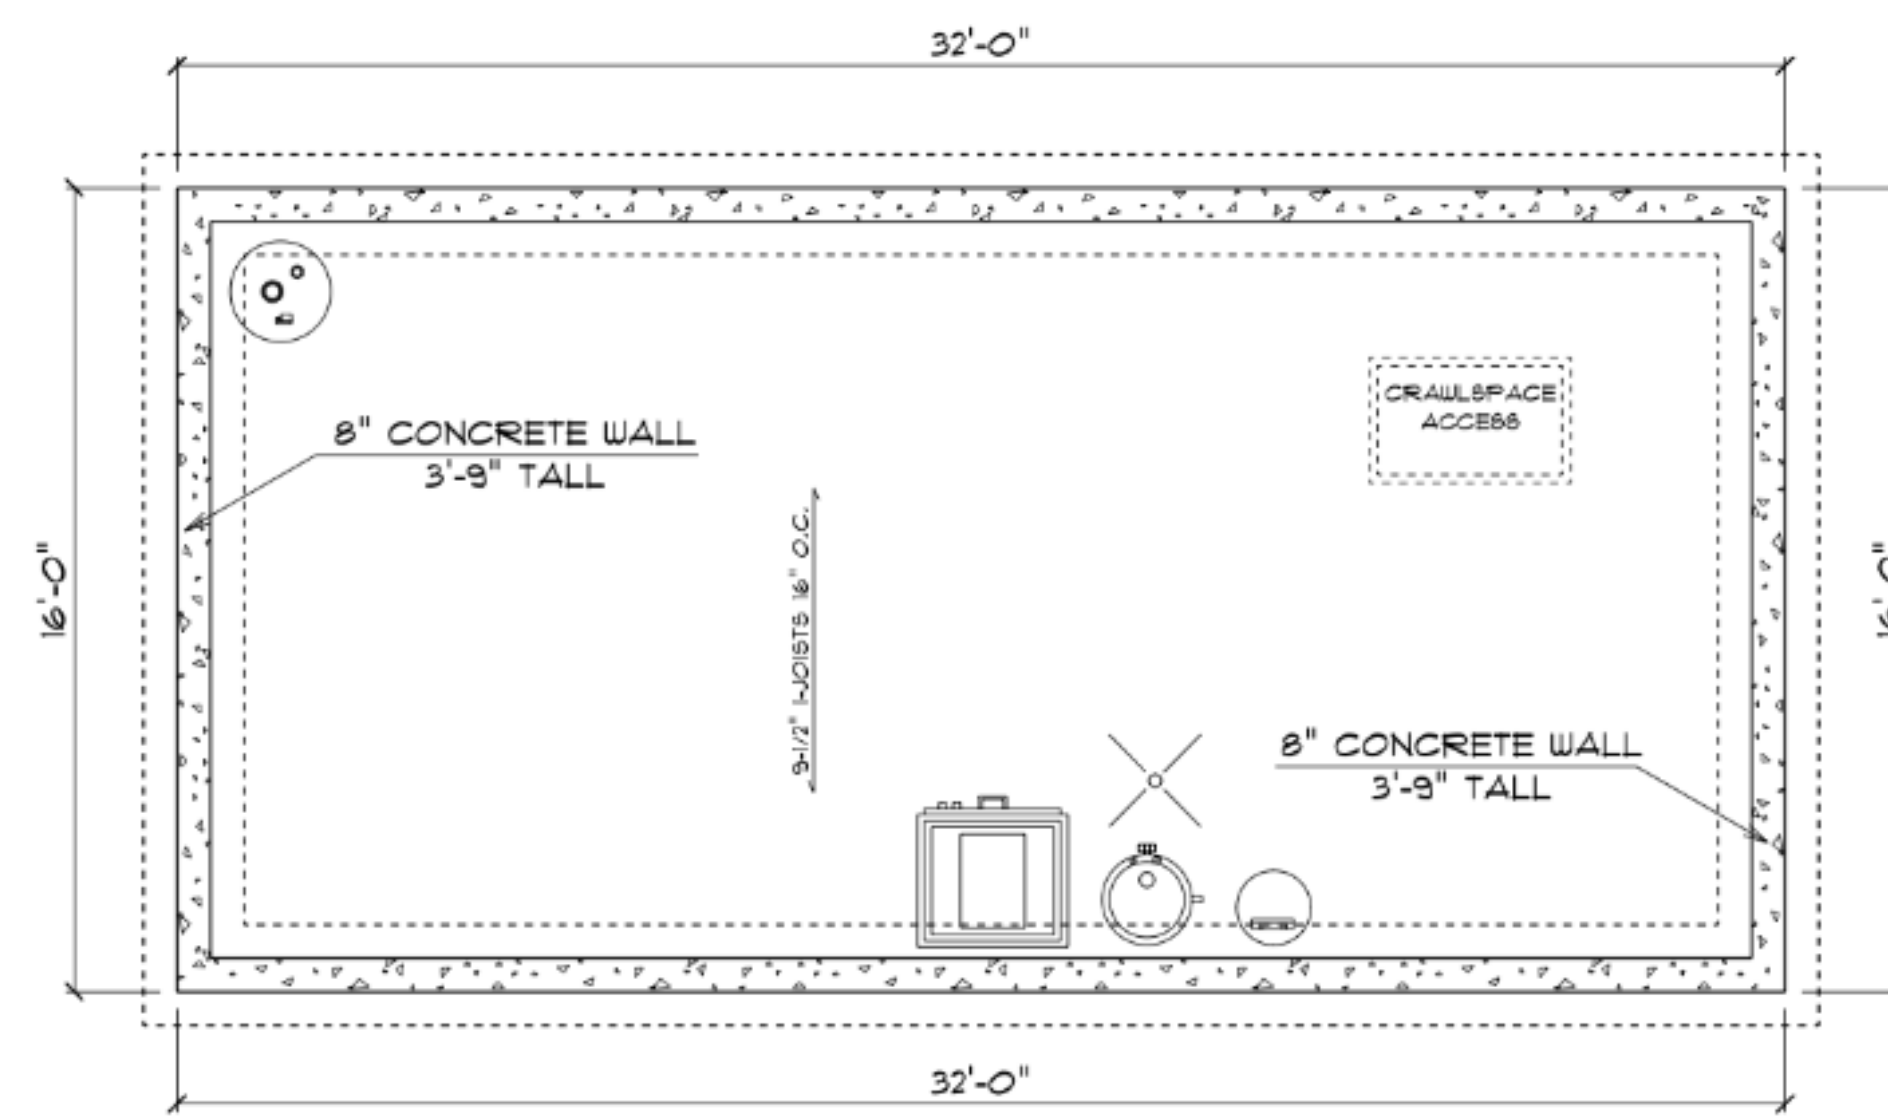 32'-0"
8" CONCRETE WALL
3'-9" TALL
CRAWLSPACE
ACCESS
16'-0"
9-1/2" I-JOISTS 16" O.C.
16'-0"
8" CONCRETE WALL
3'-9" TALL
32'-0"